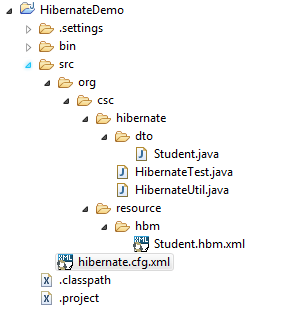 HibernateDemo
.settings
bin
src
org
csc
hibernate
dto
Student.java
HibernateTest.java
HibernateUtil.java
resource
hbm
Student.hbm.xml
hibernate.cfg.xml
.classpath
.project